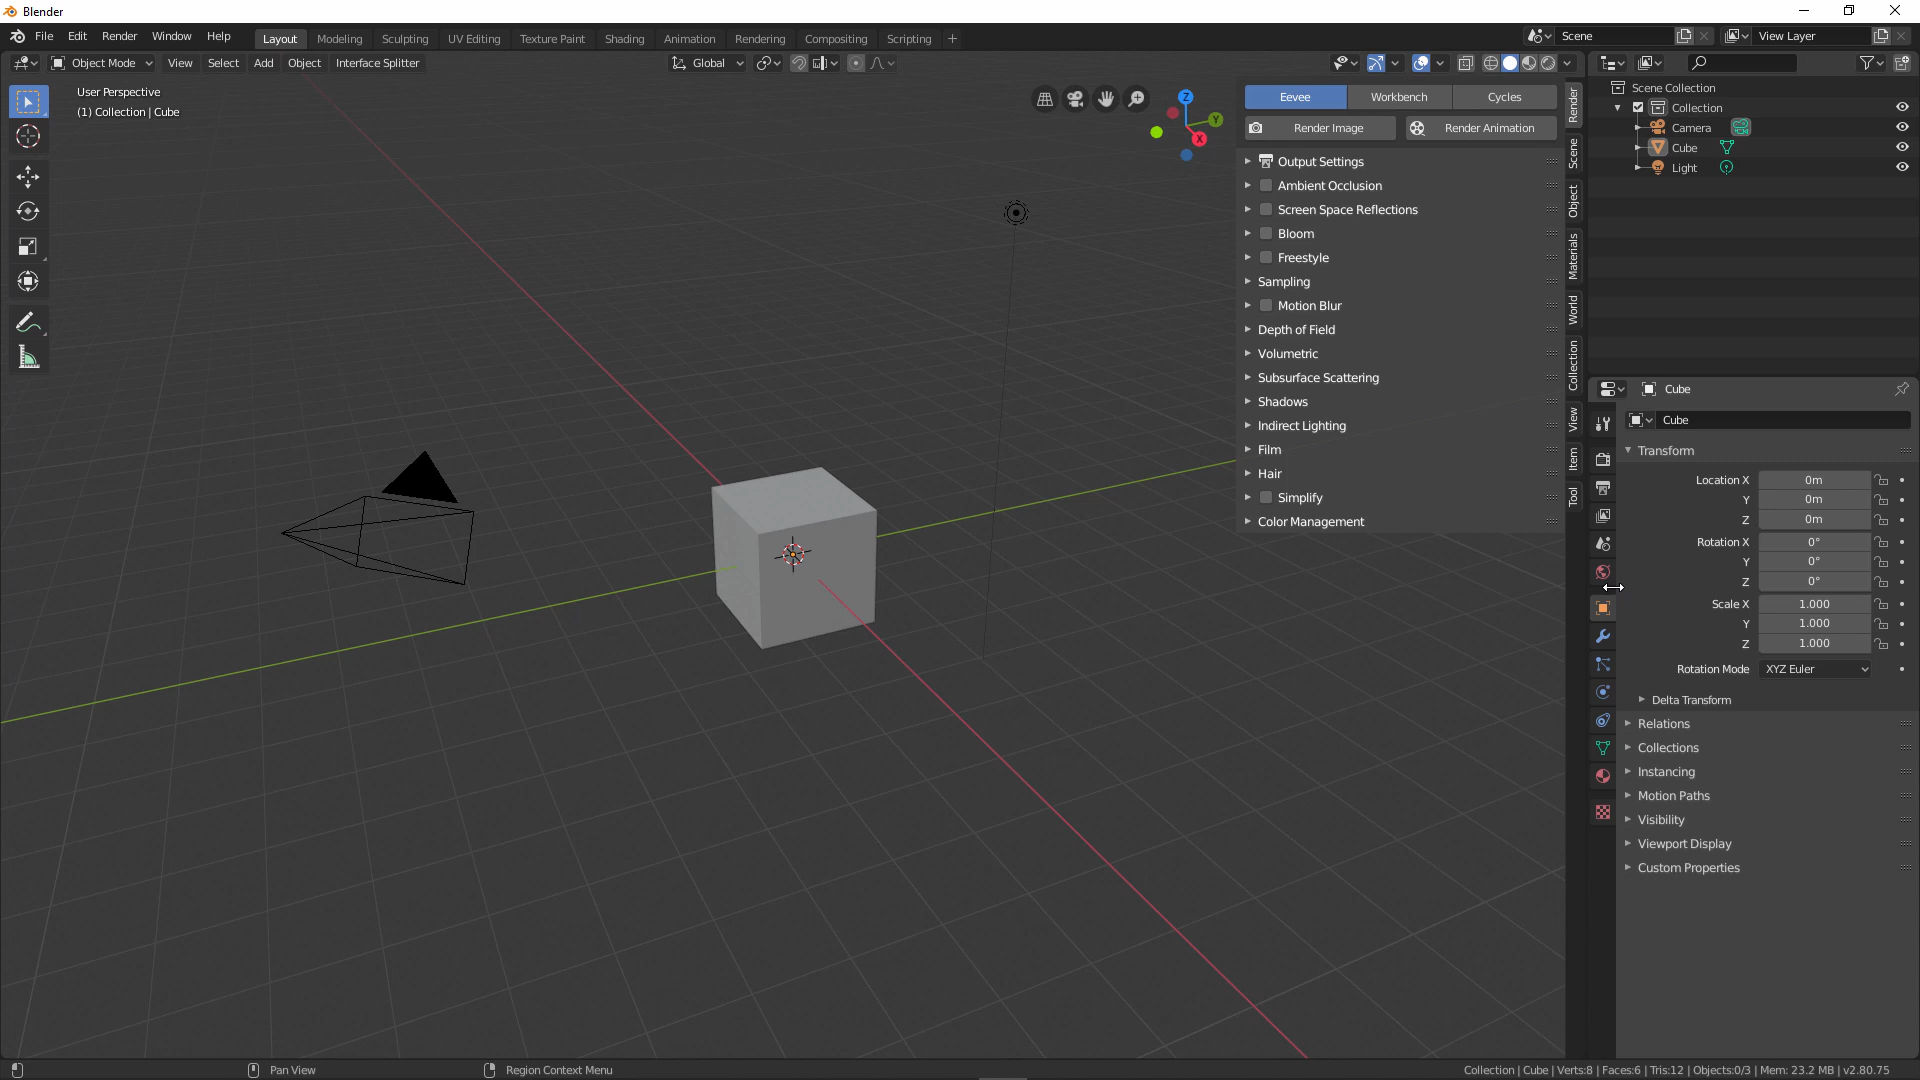 Blender
File Edit Render Window Help Layout Modeling Sculpting UV Editing Texture Paint Shading Animation Rendering Compositing Scripting + Scene View Layer
Object Mode View Select Add Object Interface Splitter Global
User Perspective
(1) Collection | Cube
Z
Y
X
Eevee Workbench Cycles
Render Image Render Animation
Output Settings
Ambient Occlusion
Screen Space Reflections
Bloom
Freestyle
Sampling
Motion Blur
Depth of Field
Volumetric
Subsurface Scattering
Shadows
Indirect Lighting
Film
Hair
Simplify
Color Management
Render
Scene
Object
Materials
World
Collection
View
Item
Tool
Scene Collection
Collection
Camera
Cube
Light
Cube
Cube
Transform
Location X 0m
Y 0m
Z 0m
Rotation X 0°
Y 0°
Z 0°
Scale X 1.000
Y 1.000
Z 1.000
Rotation Mode XYZ Euler
Delta Transform
Relations
Collections
Instancing
Motion Paths
Visibility
Viewport Display
Custom Properties
Pan View Region Context Menu Collection | Cube | Verts:8 | Faces:6 | Tris:12 | Objects:0/3 | Mem: 23.2 MB | v2.80.75